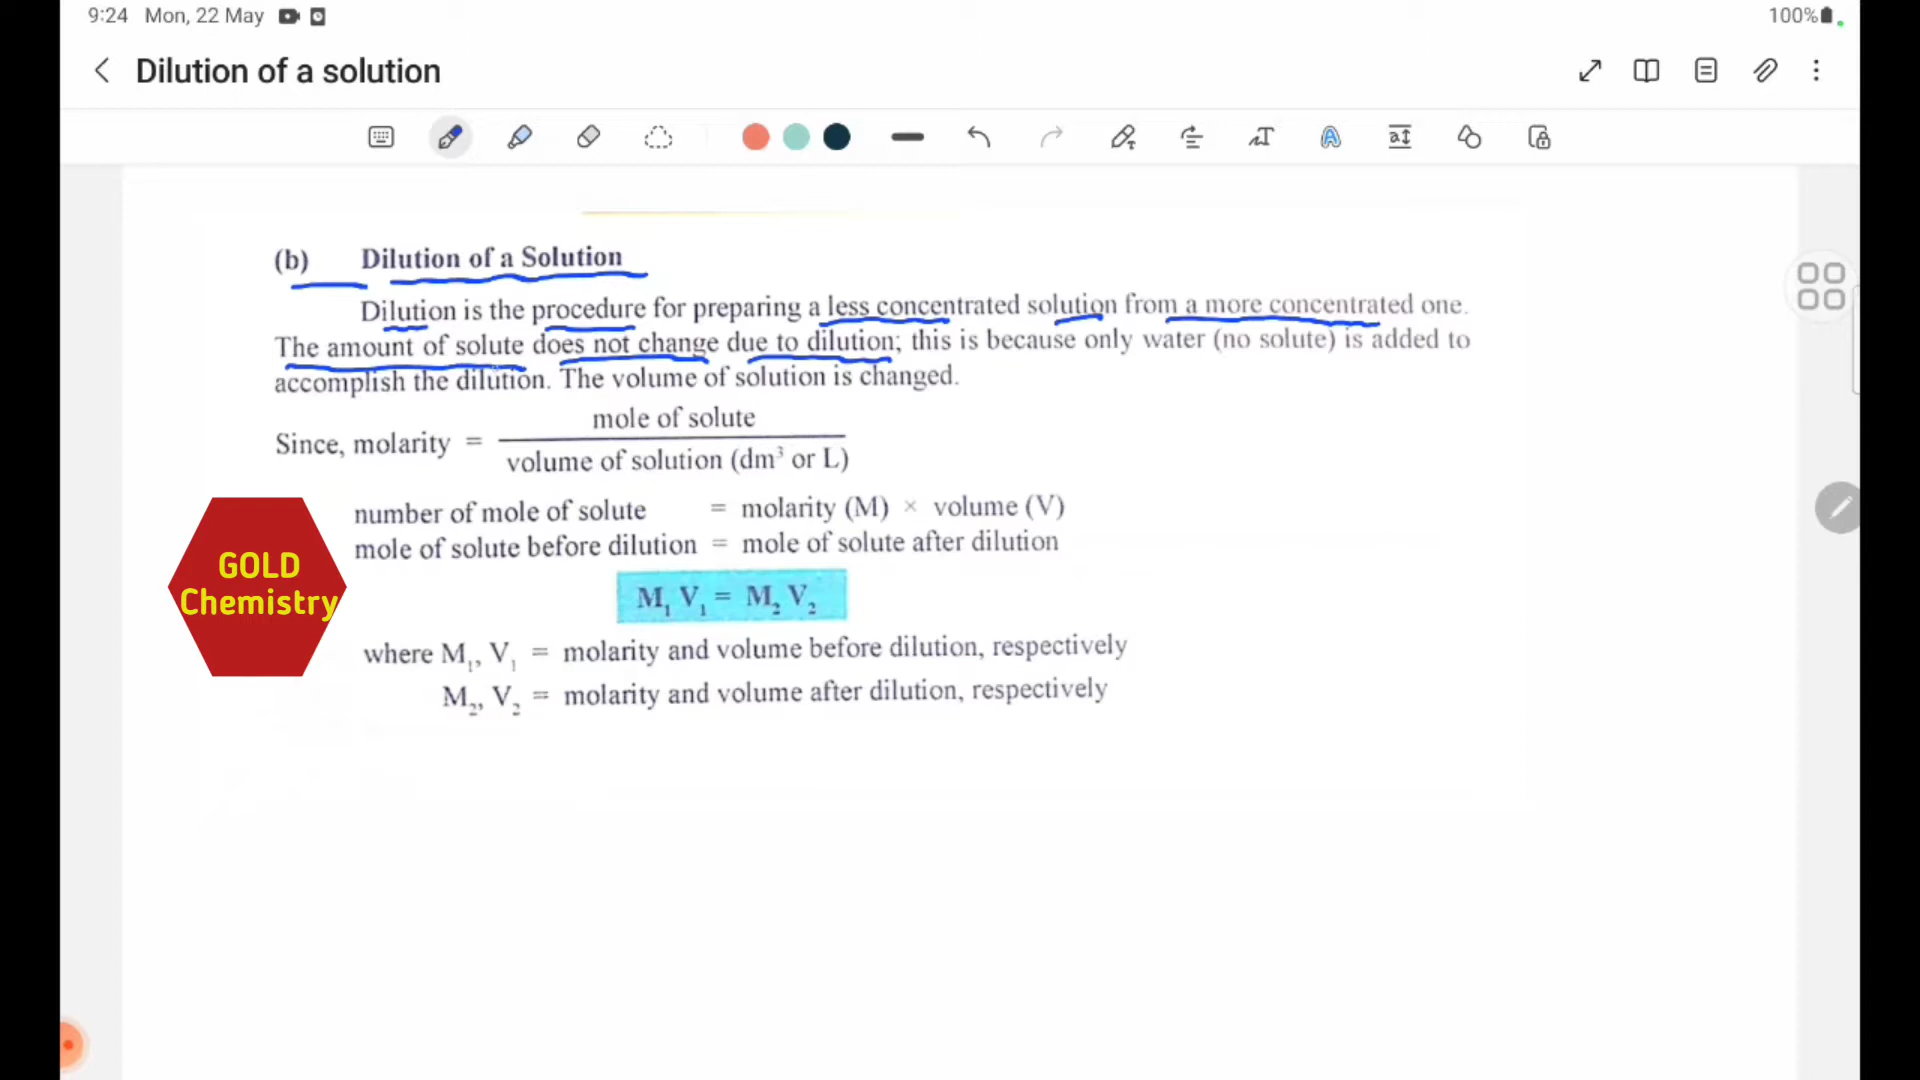 9:24 Mon, 22 May
100%
Dilution of a solution
(b) Dilution of a Solution
Dilution is the procedure for preparing a less concentrated solution from a more concentrated one.
The amount of solute does not change due to dilution; this is because only water (no solute) is added to
accomplish the dilution. The volume of solution is changed.
mole of solute
Since, molarity =
volume of solution (dm³ or L)
number of mole of solute = molarity (M) × volume (V)
mole of solute before dilution = mole of solute after dilution
GOLD
Chemistry
M₁ V₁ = M₂ V₂
where M₁, V₁ = molarity and volume before dilution, respectively
M₂, V₂ = molarity and volume after dilution, respectively